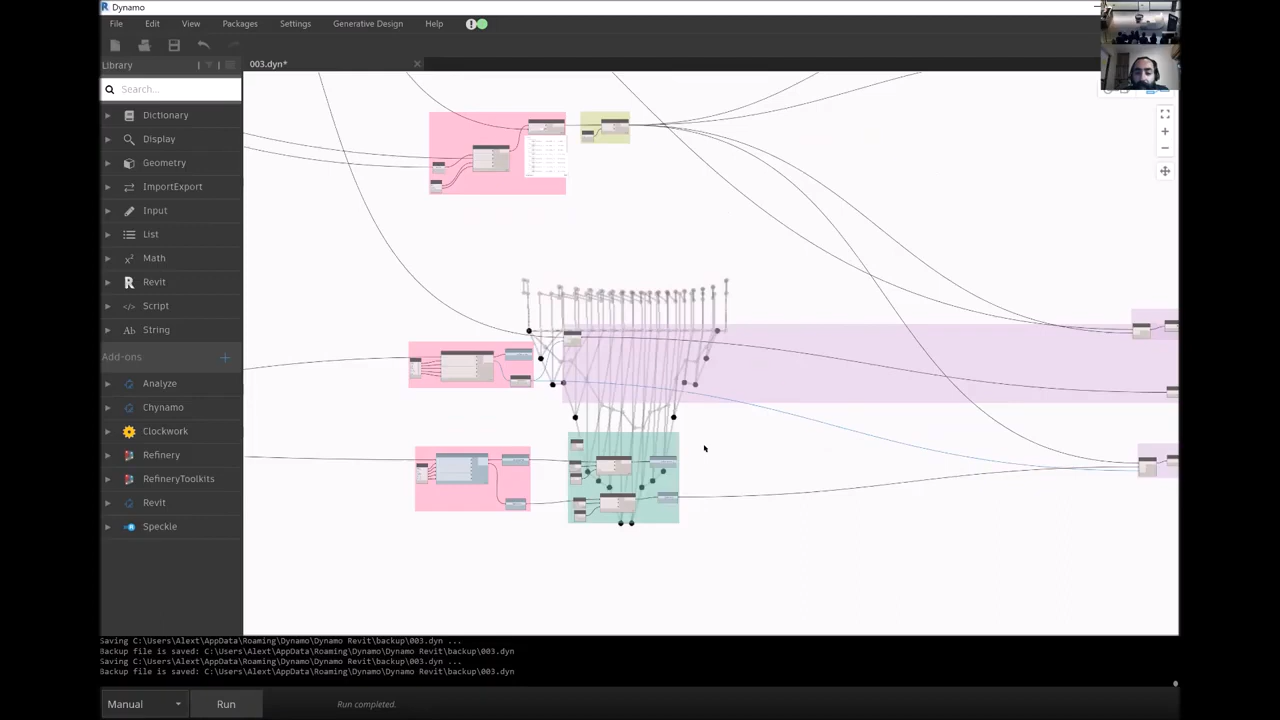 R Dynamo
File Edit View Packages Settings Generative Design Help
Library
003.dyn*
Search...
Dictionary
Display
Geometry
ImportExport
Input
List
Math
Revit
Script
String
Add-ons
Analyze
Chynamo
Clockwork
Refinery
RefineryToolkits
Revit
Speckle
Saving C:\Users\Alext\AppData\Roaming\Dynamo\Dynamo Revit\backup\003.dyn ...
Backup file is saved: C:\Users\Alext\AppData\Roaming\Dynamo\Dynamo Revit\backup\003.dyn
Saving C:\Users\Alext\AppData\Roaming\Dynamo\Dynamo Revit\backup\003.dyn ...
Backup file is saved: C:\Users\Alext\AppData\Roaming\Dynamo\Dynamo Revit\backup\003.dyn
Manual Run Run completed.